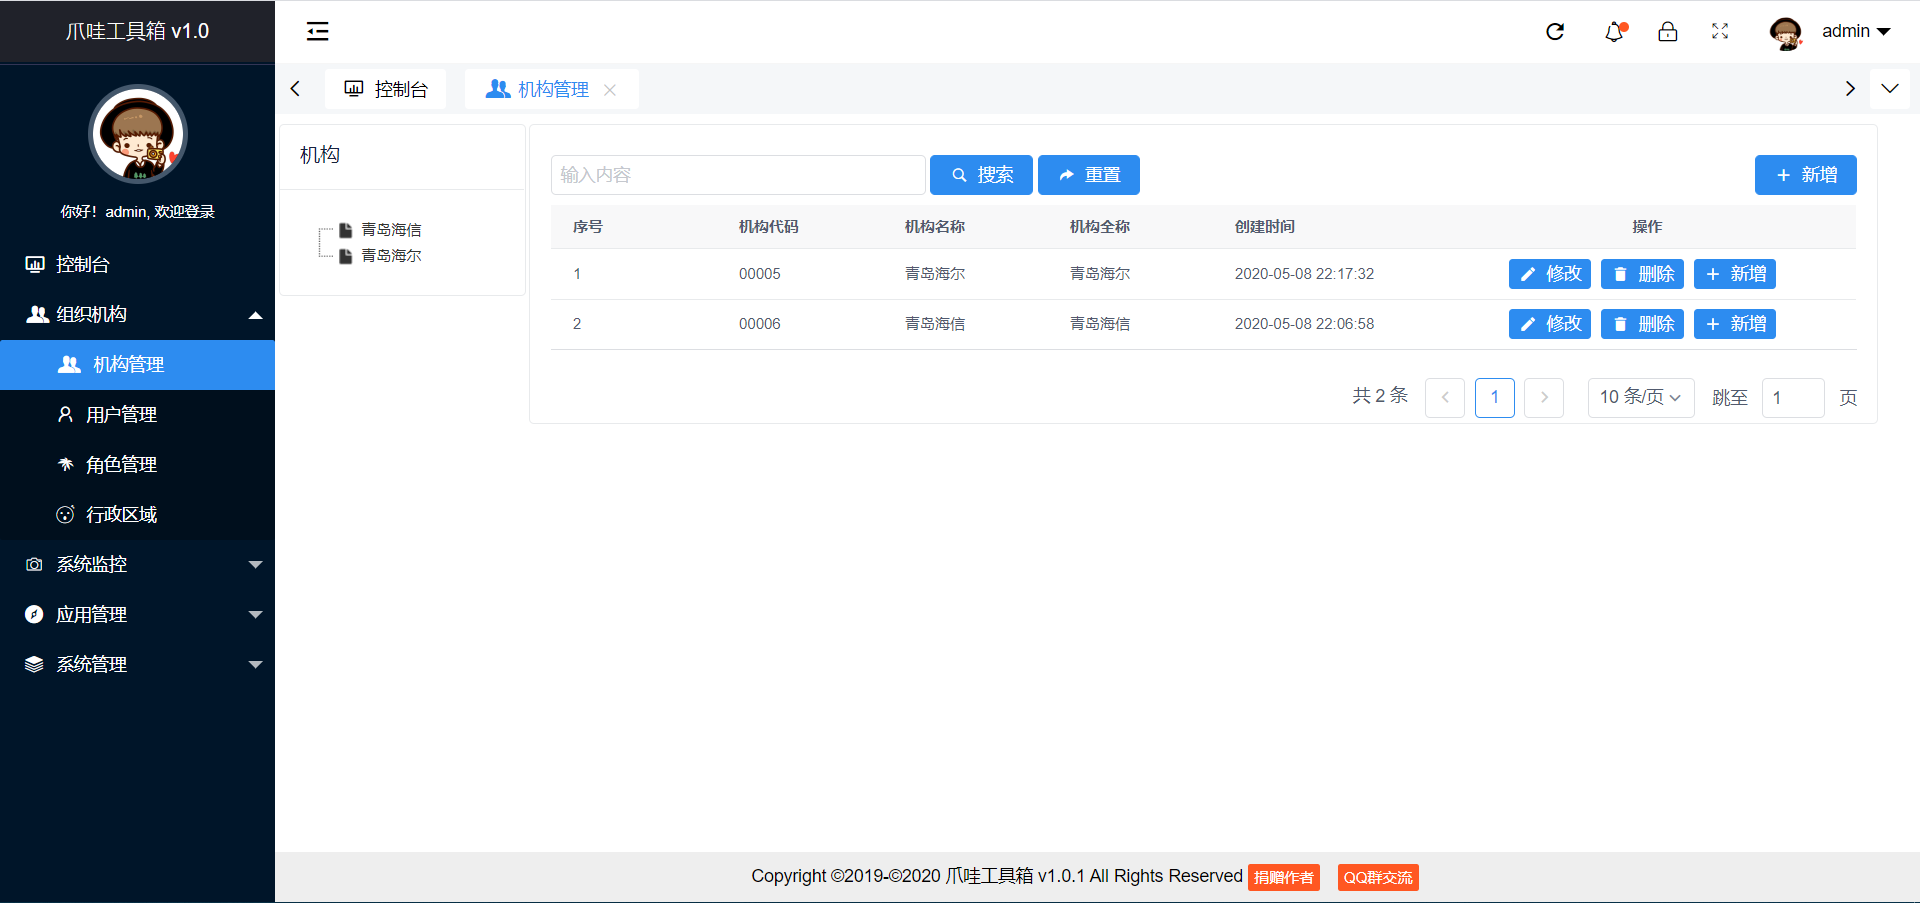 爪哇工具箱 v1.0
admin
控制台
机构管理
你好！admin, 欢迎登录
控制台
组织机构
机构管理
用户管理
角色管理
行政区域
系统监控
应用管理
系统管理
机构
青岛海信
青岛海尔
输入内容 搜索 重置 新增
序号 机构代码 机构名称 机构全称 创建时间 操作
1 00005 青岛海尔 青岛海尔 2020-05-08 22:17:32 修改 删除 新增
2 00006 青岛海信 青岛海信 2020-05-08 22:06:58 修改 删除 新增
共 2 条 1 10 条/页 跳至 1 页
Copyright ©2019-©2020 爪哇工具箱 v1.0.1 All Rights Reserved 捐赠作者 QQ群交流